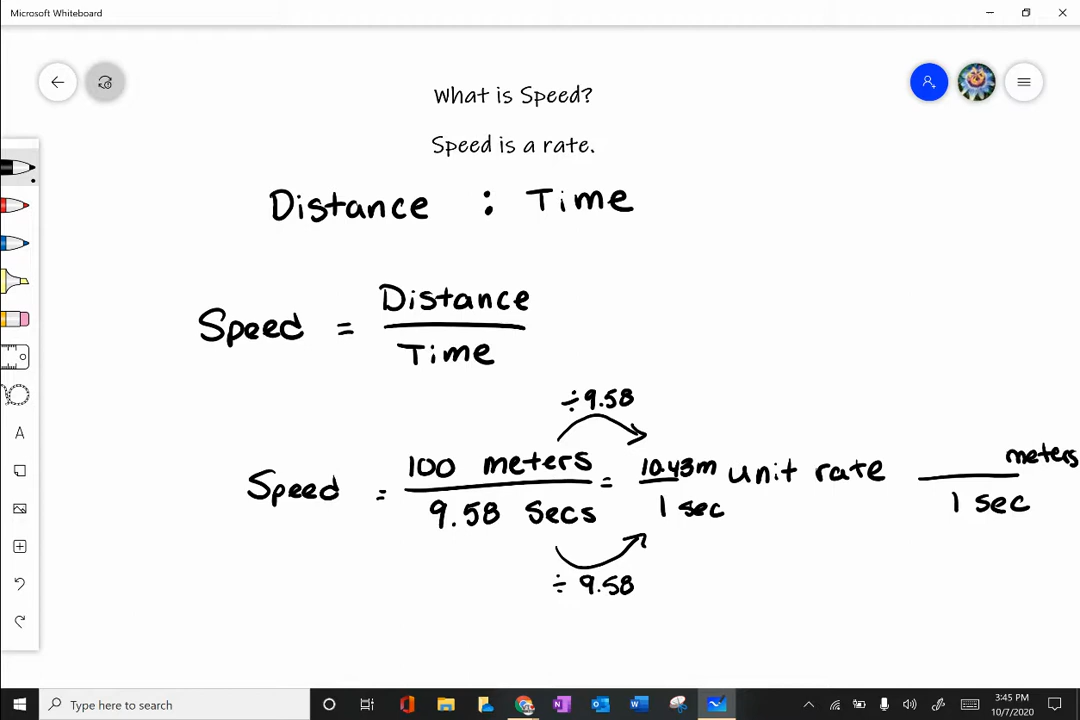 Microsoft Whiteboard
What is Speed?
Speed is a rate.
Distance : Time
Speed = Distance
Time
÷9.58
Speed = 100 meters = 10.43m unit rate meters
9.58 Secs 1 sec 1 sec
÷ 9.58
A
Type here to search
3:45 PM
10/7/2020